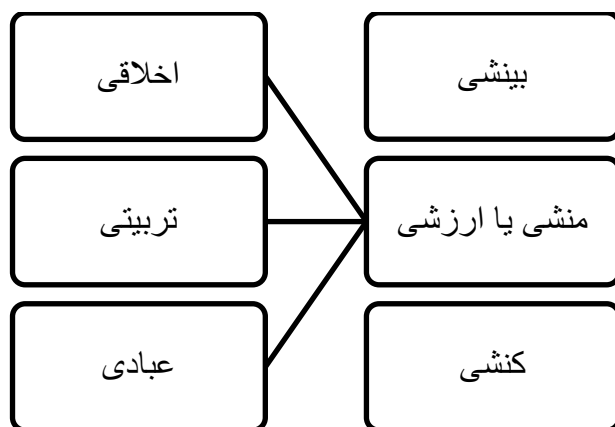 بینشی
منشی یا ارزشی
کنشی
اخلاقی
تربیتی
عبادی